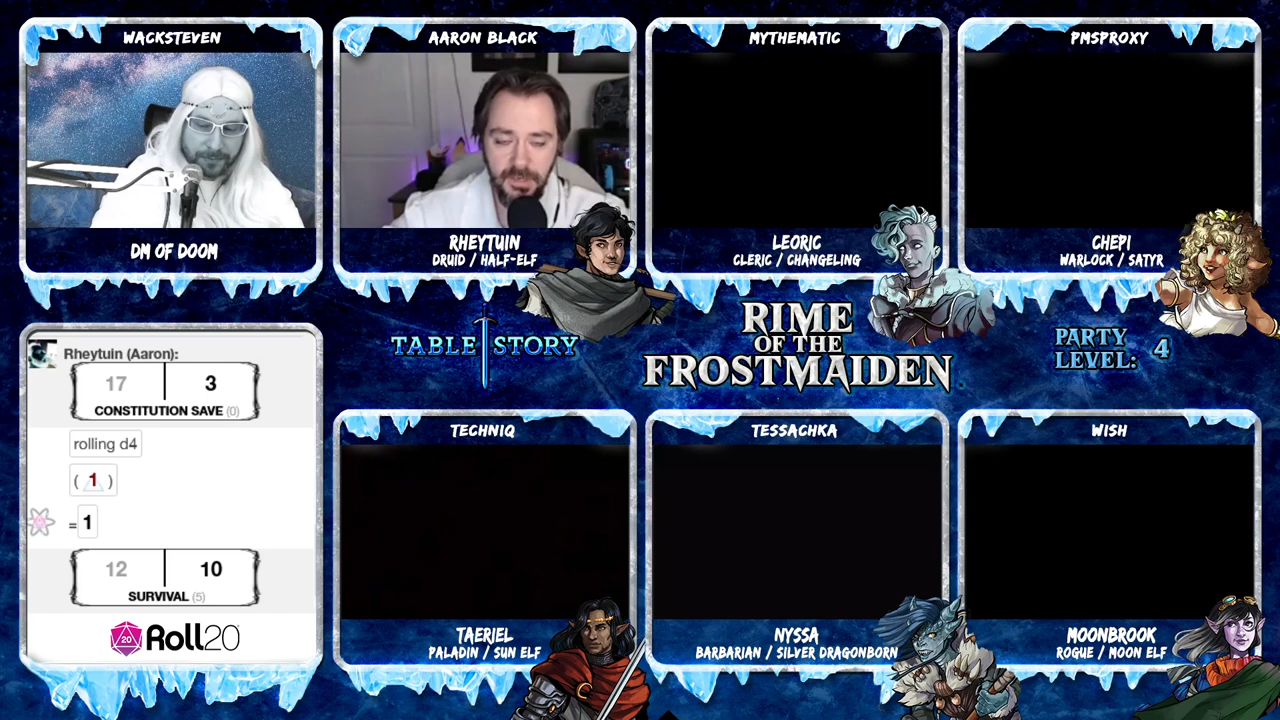 WACKSTEVEN
DM OF DOOM
AARON BLACK
RHEYTUIN
DRUID / HALF-ELF
MYTHEMATIC
LEORIC
CLERIC / CHANGELING
PMSPROXY
CHEPI
WARLOCK / SATYR
Rheytuin (Aaron):
17 3
CONSTITUTION SAVE (0)
rolling d4
( 1 )
= 1
12 10
SURVIVAL (5)
20 Roll20
TABLE STORY
RIME
OF THE
FROSTMAIDEN
PARTY
LEVEL: 4
TECHNIQ
TAERIEL
PALADIN / SUN ELF
TESSACHKA
NYSSA
BARBARIAN / SILVER DRAGONBORN
WISH
MOONBROOK
ROGUE / MOON ELF